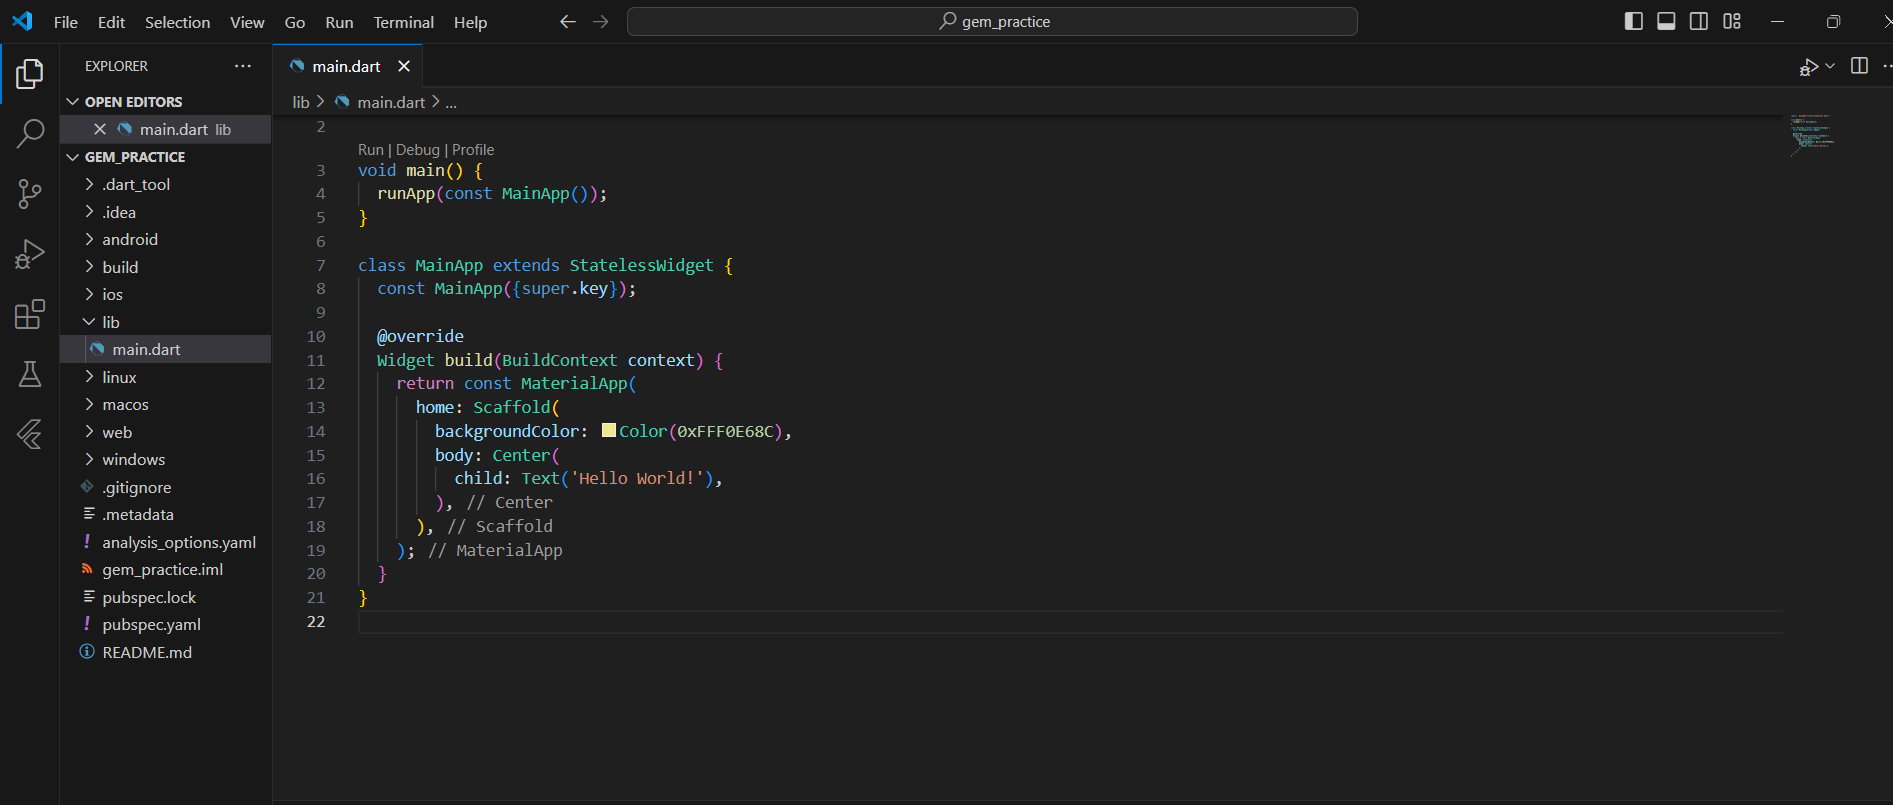 File Edit Selection View Go Run Terminal Help
gem_practice
EXPLORER
OPEN EDITORS
main.dart lib
GEM_PRACTICE
.dart_tool
.idea
android
build
ios
lib
main.dart
linux
macos
web
windows
.gitignore
.metadata
analysis_options.yaml
gem_practice.iml
pubspec.lock
pubspec.yaml
README.md
main.dart
lib > main.dart > ...
2
Run | Debug | Profile
3 void main() {
4 runApp(const MainApp());
5 }
6
7 class MainApp extends StatelessWidget {
8 const MainApp({super.key});
9
10 @override
11 Widget build(BuildContext context) {
12 return const MaterialApp(
13 home: Scaffold(
14 backgroundColor: Color(0xFFF0E68C),
15 body: Center(
16 child: Text('Hello World!'),
17 ), // Center
18 ), // Scaffold
19 ); // MaterialApp
20 }
21 }
22